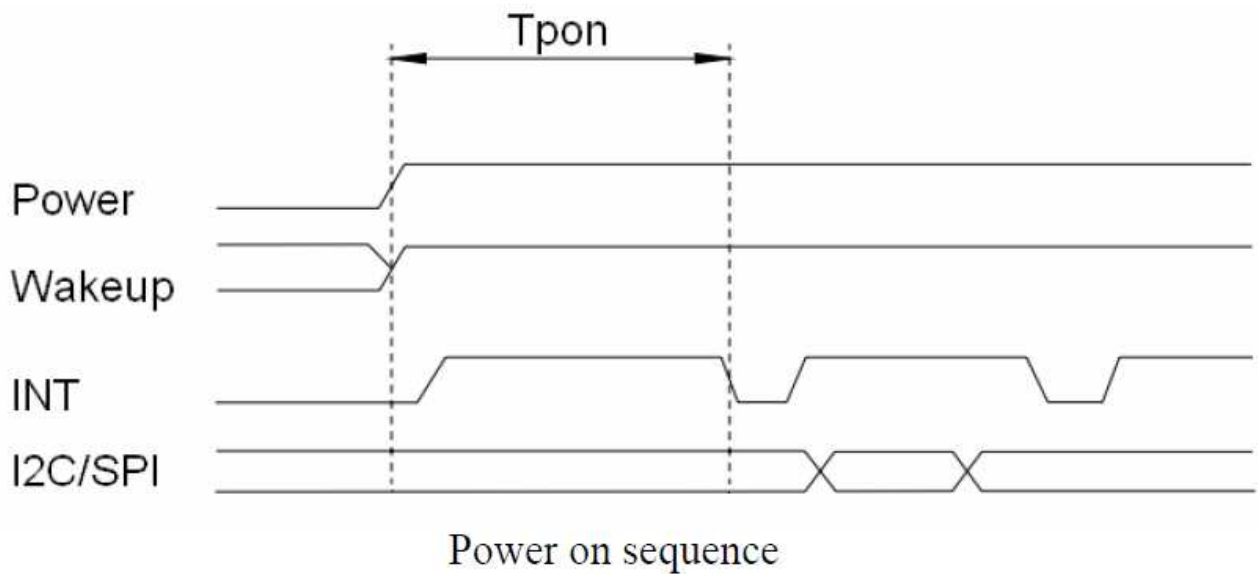 Tpon
Power
Wakeup
INT
I2C/SPI
Power on sequence